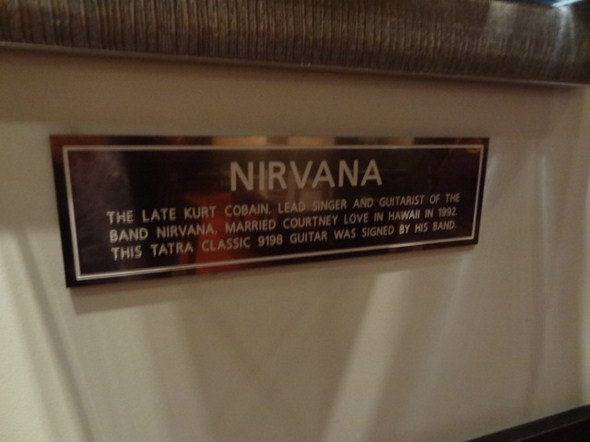 NIRVANA
THE LATE KURT COBAIN, LEAD SINGER AND GUITARIST OF THE
BAND NIRVANA, MARRIED COURTNEY LOVE IN HAWAII IN 1992.
THIS TATRA CLASSIC 9198 GUITAR WAS SIGNED BY HIS BAND.